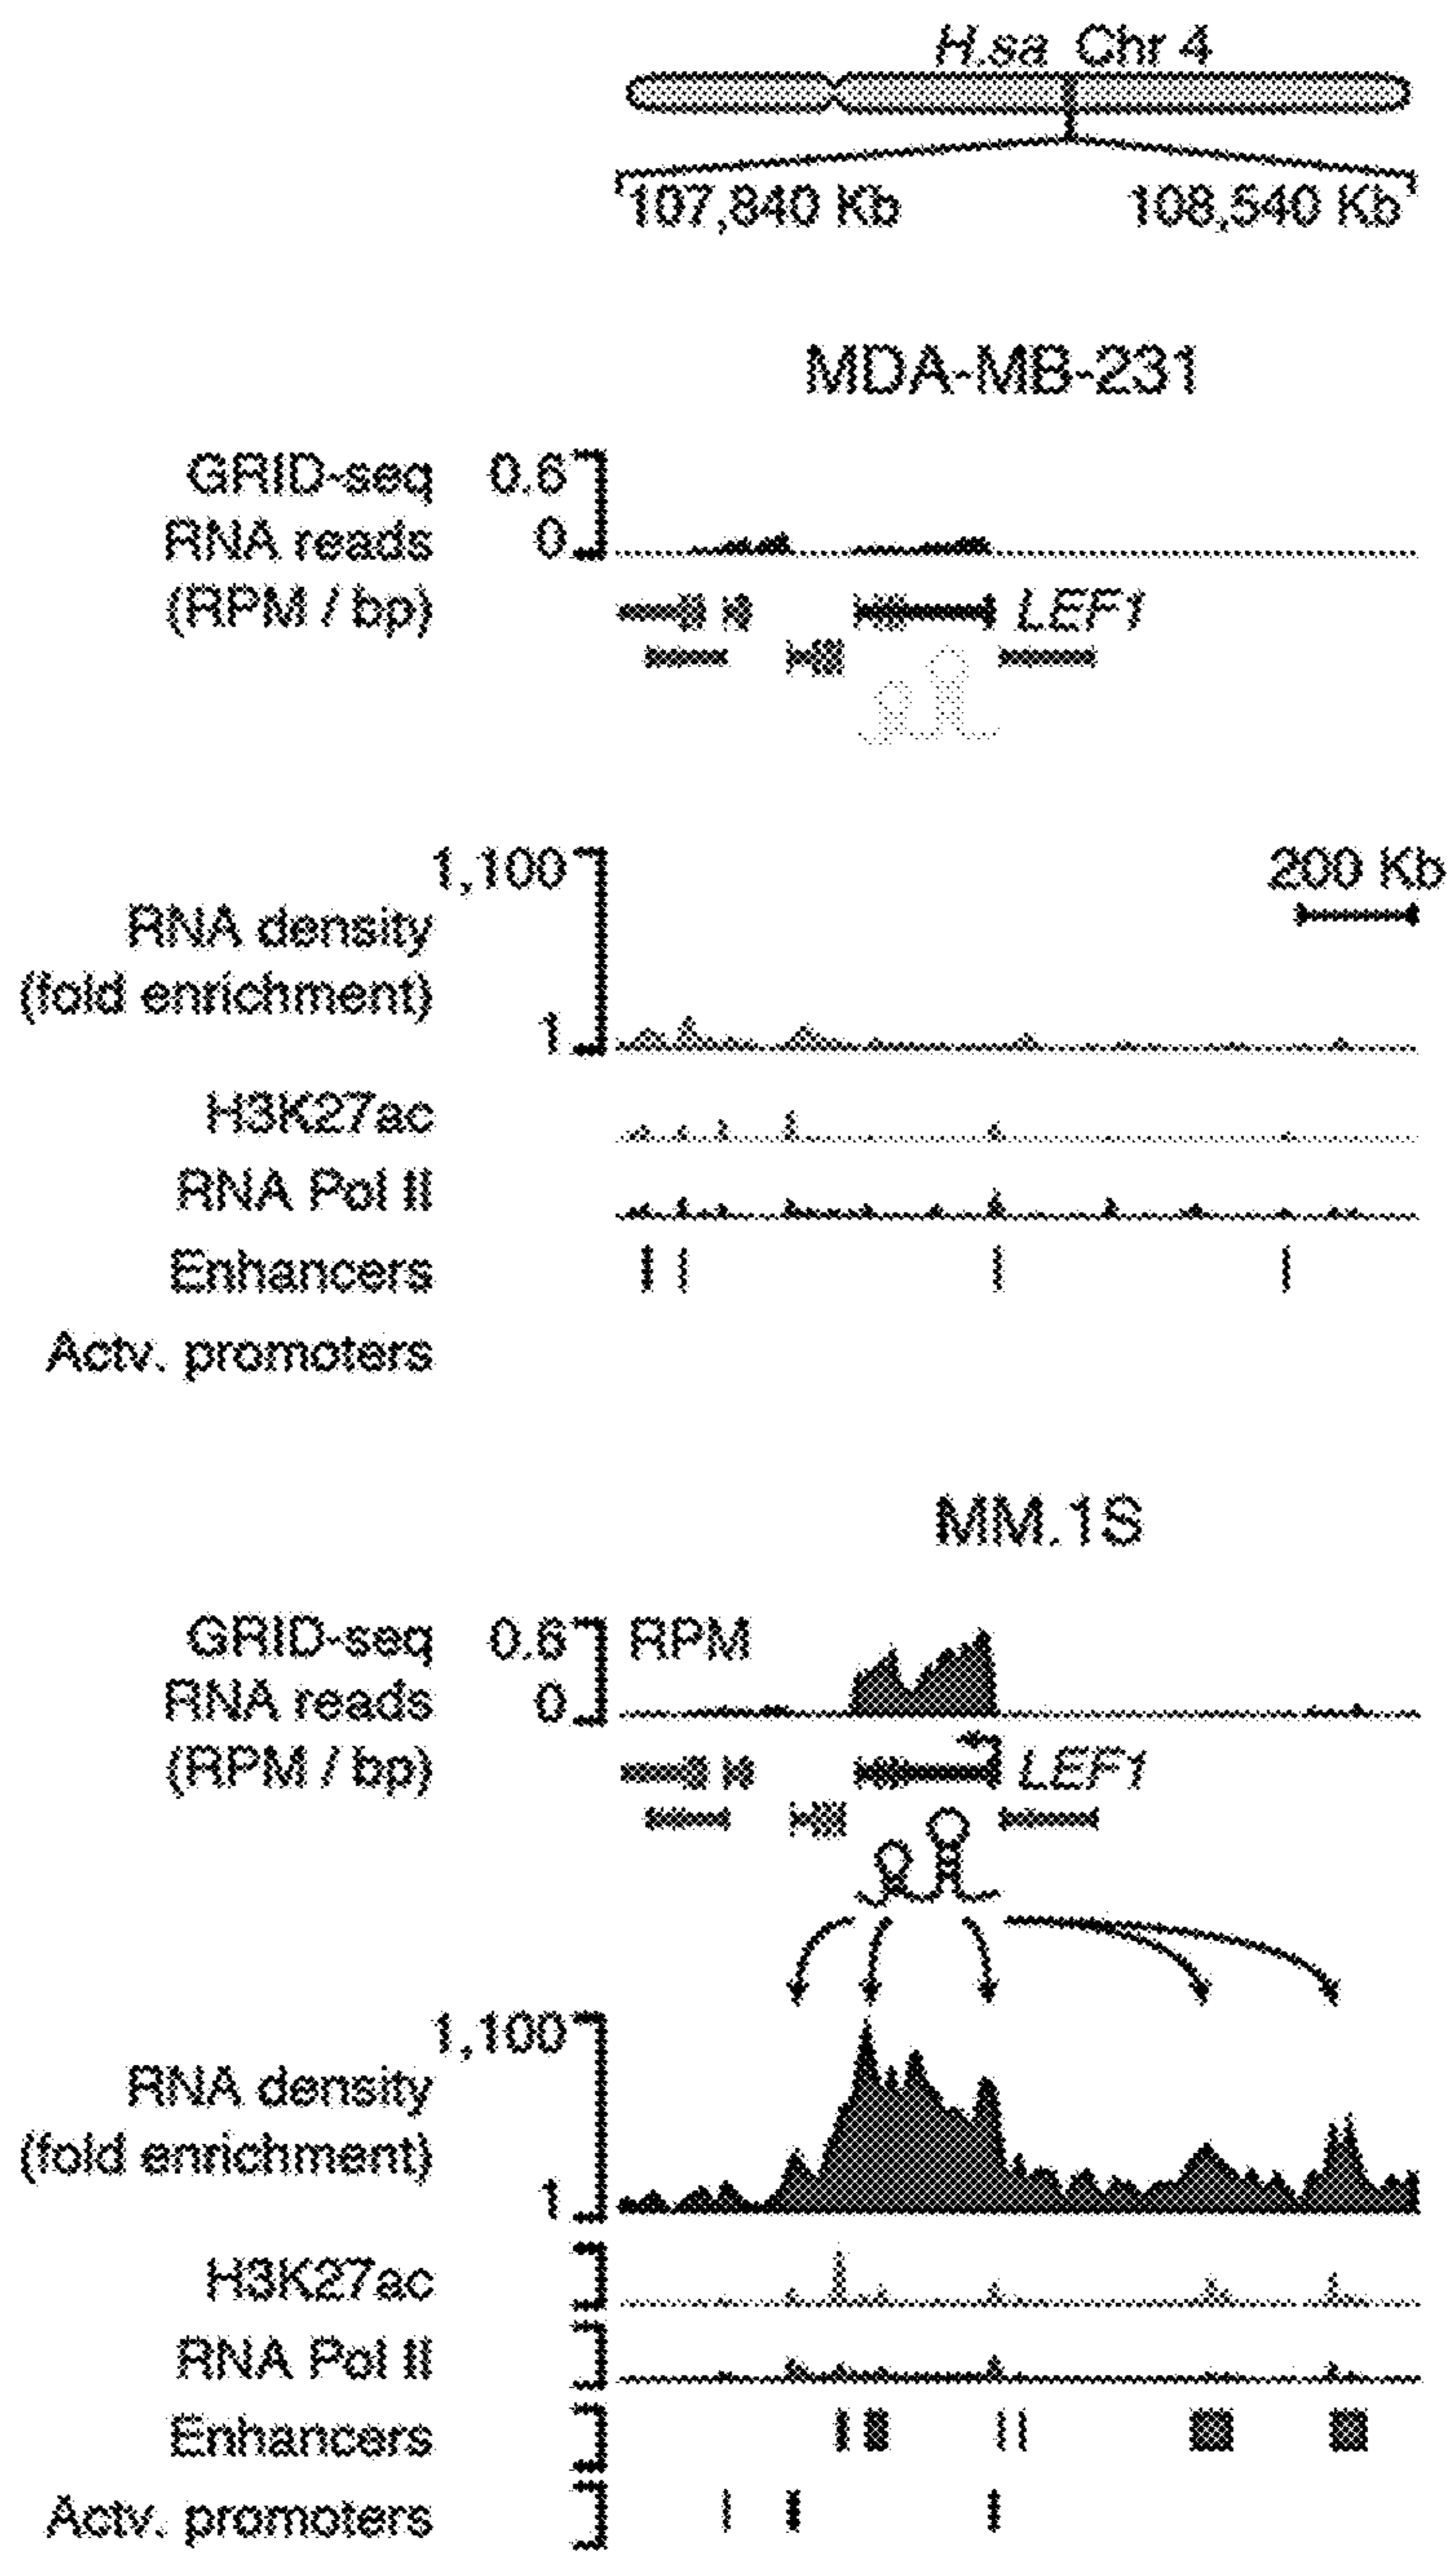 H.sa Chr 4
107,840 Kb 108,540 Kb
MDA-MB-231
GRID-seq 0.6
RNA reads 0
(RPM / bp) LEF1
1,100 200 Kb
RNA density
(fold enrichment)
1
H3K27ac
RNA Pol II
Enhancers
Actv. promoters
MM.1S
GRID-seq 0.6 RPM
RNA reads 0
(RPM / bp) LEF1
1,100
RNA density
(fold enrichment)
1
H3K27ac
RNA Pol II
Enhancers
Actv. promoters